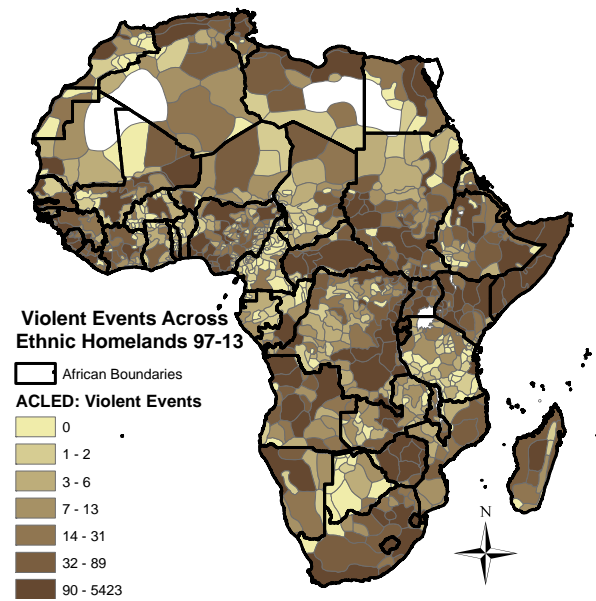 Violent Events Across
Ethnic Homelands 97-13
African Boundaries
ACLED: Violent Events
0
1 - 2
3 - 6
7 - 13
14 - 31
32 - 89
90 - 5423
N